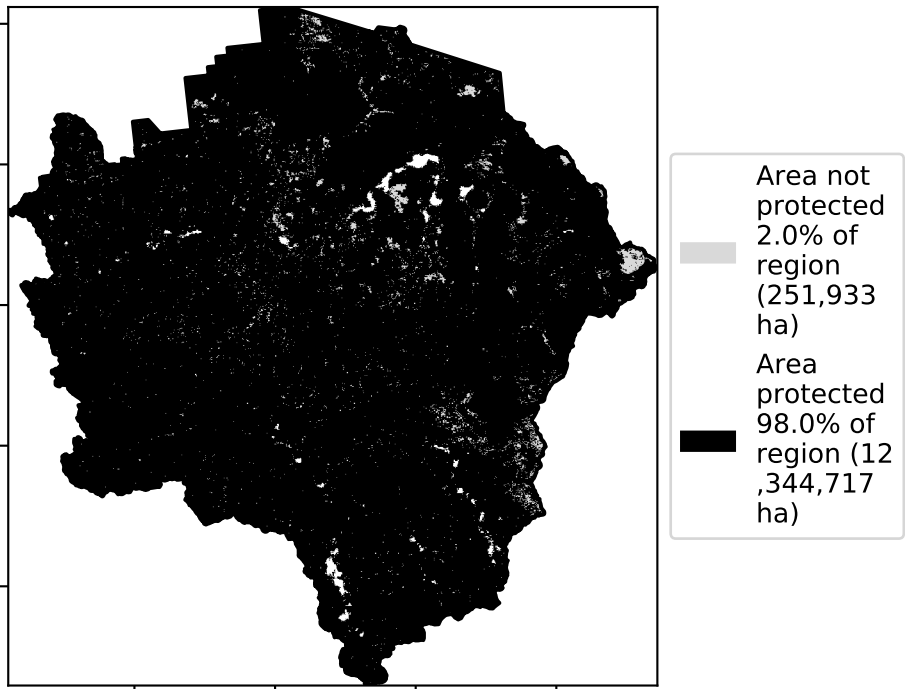 Area not
protected
2.0% of
region
(251,933
ha)
Area
protected
98.0% of
region (12
,344,717
ha)